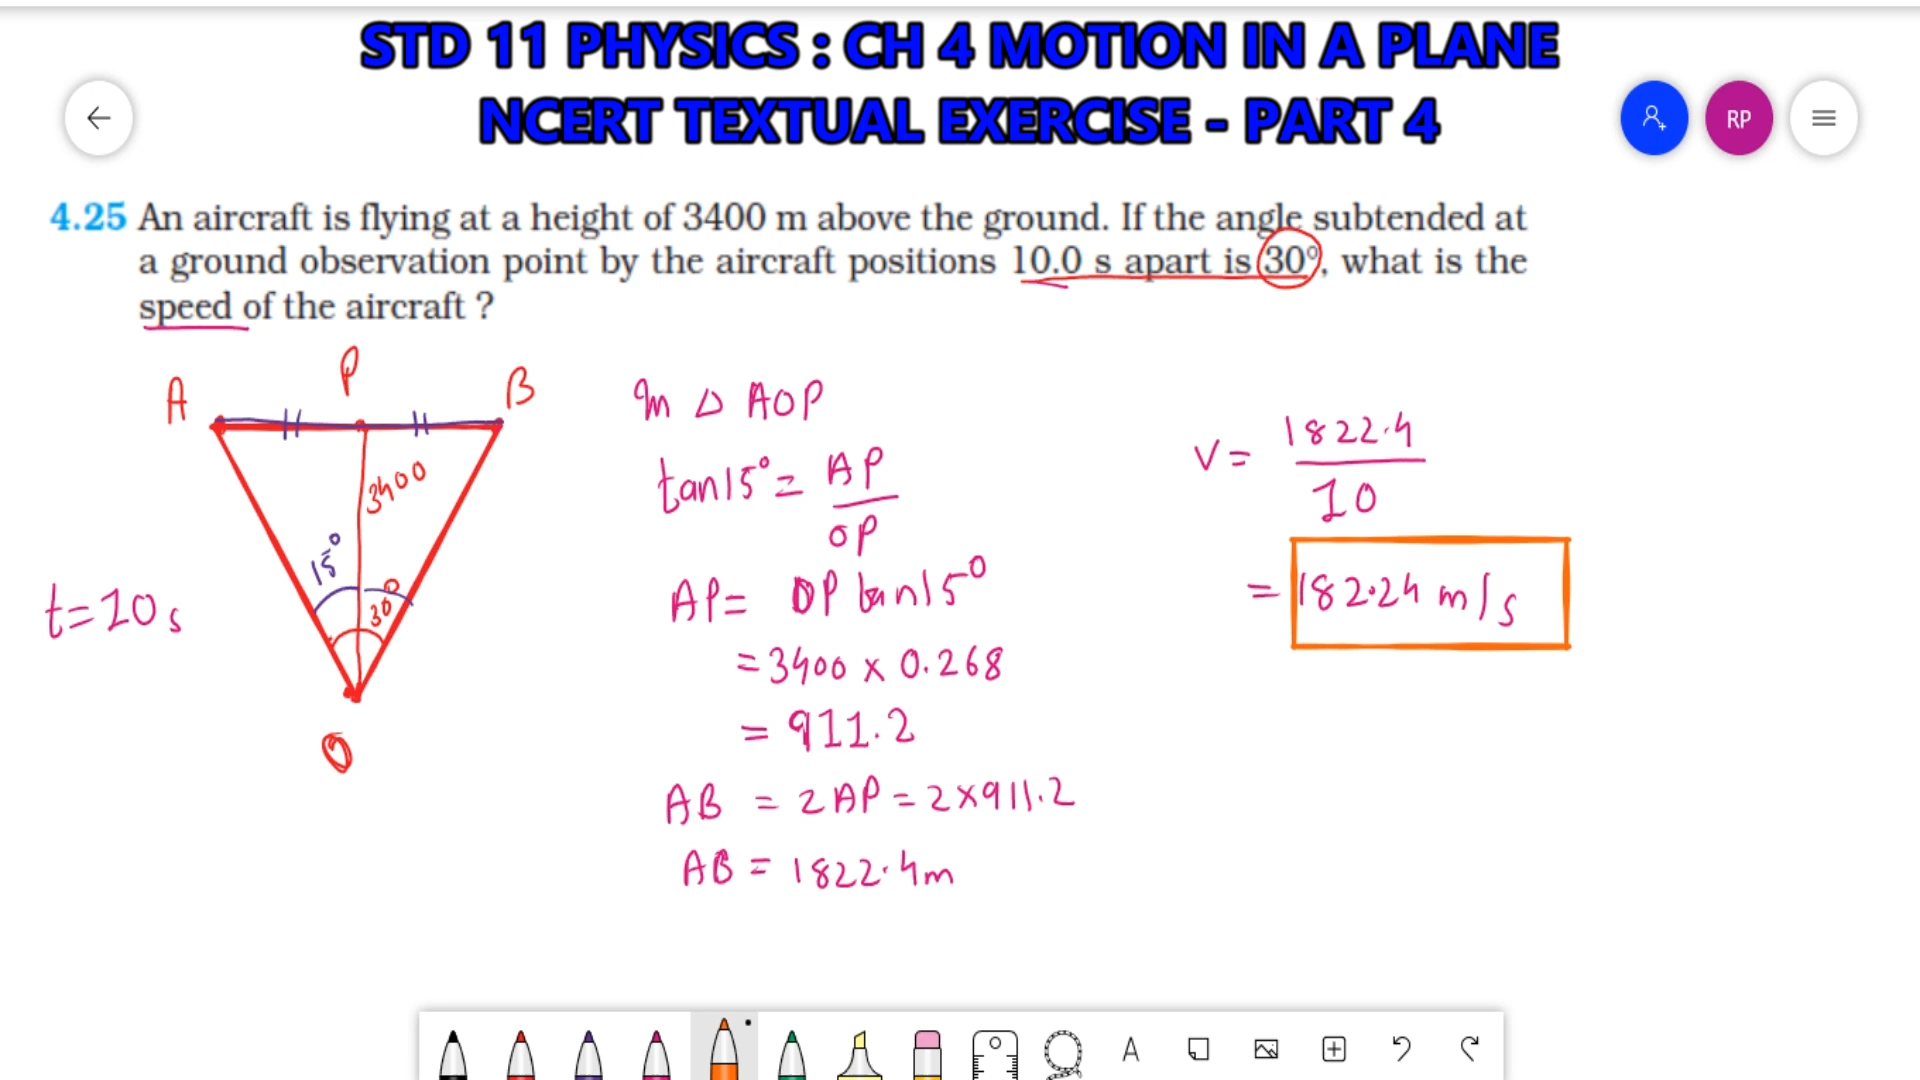 STD 11 PHYSICS : CH 4 MOTION IN A PLANE
NCERT TEXTUAL EXERCISE - PART 4
RP
4.25 An aircraft is flying at a height of 3400 m above the ground. If the angle subtended at
a ground observation point by the aircraft positions 10.0 s apart is 30°, what is the
speed of the aircraft ?
A
P
B
3400
15°
30°
O
t=10s
In △ AOP
tan15° = AP/OP
AP = OP tan15°
= 3400 x 0.268
= 911.2
AB = 2AP = 2x911.2
AB = 1822.4m
V = 1822.4/10
= 182.24 m/s
A